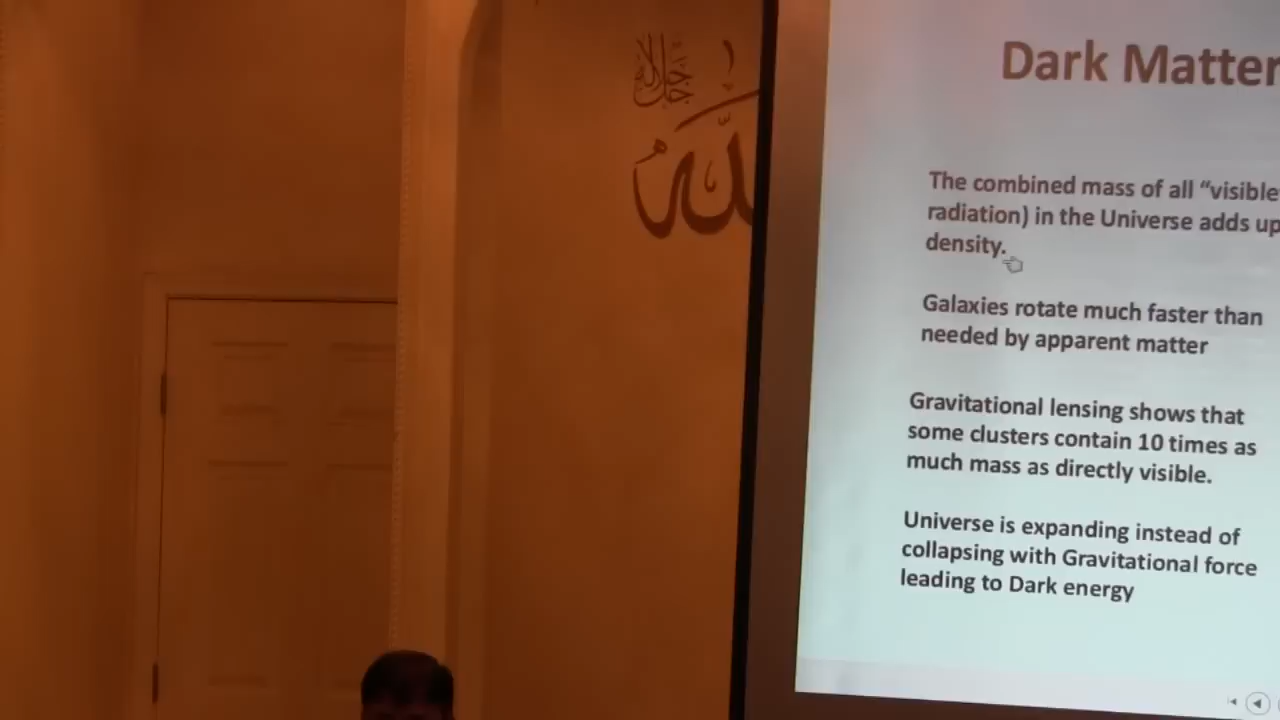 جل جلاله
الله
Dark Matter
The combined mass of all “visible
radiation) in the Universe adds up
density.
Galaxies rotate much faster than
needed by apparent matter
Gravitational lensing shows that
some clusters contain 10 times as
much mass as directly visible.
Universe is expanding instead of
collapsing with Gravitational force
leading to Dark energy